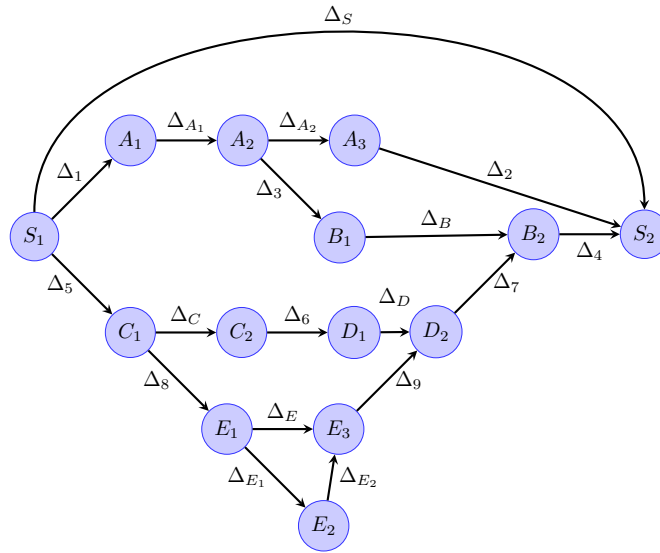 Δ_S
Δ_{A_1} Δ_{A_2}
A_1 A_2 A_3
Δ_1 Δ_3 Δ_2
Δ_B
S_1 B_1 B_2 Δ_4 S_2
Δ_5 Δ_7
Δ_C Δ_6 Δ_D
C_1 C_2 D_1 D_2
Δ_8 Δ_9
Δ_E
E_1 E_3
Δ_{E_1} Δ_{E_2}
E_2